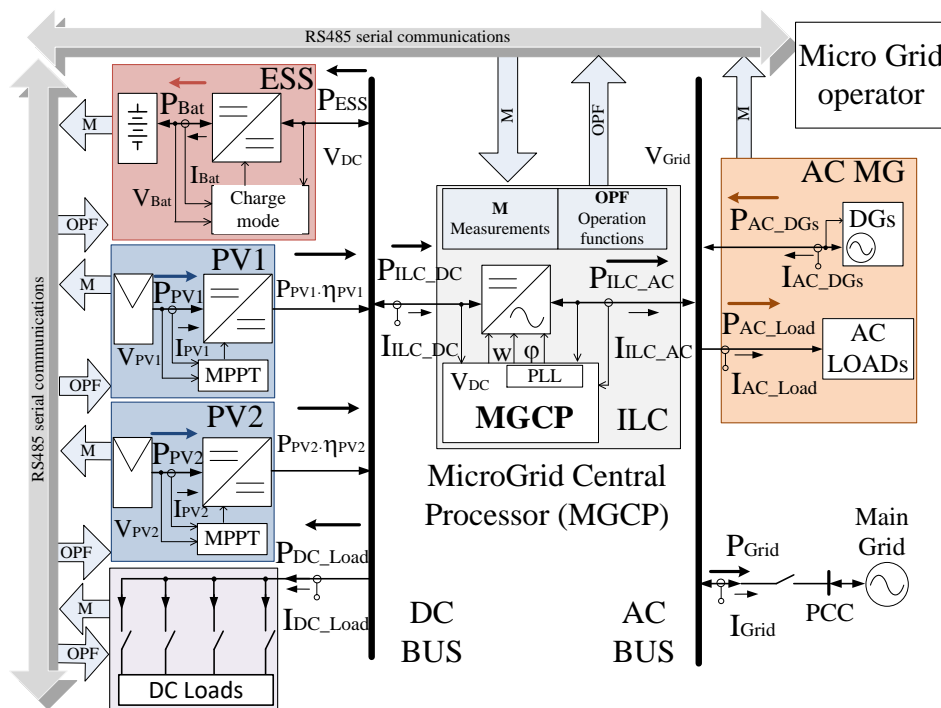 RS485 serial communications
Micro Grid
operator
RS485 serial communications
ESS
M
PBat
IBat
VBat
Charge
mode
OPF
PESS
VDC
M
OPF
VGrid
M
M
Measurements
OPF
Operation
functions
PILC_DC
IILC_DC
PILC_AC
IILC_AC
w
φ
VDC
PLL
MGCP
ILC
MicroGrid Central
Processor (MGCP)
AC MG
PAC_DGs
DGs
IAC_DGs
PAC_Load
AC
LOADs
IAC_Load
M
PV1
PPV1
IPV1
VPV1
MPPT
OPF
PPV1·ηPV1
M
PV2
PPV2
IPV2
VPV2
MPPT
OPF
PPV2·ηPV2
PDC_Load
IDC_Load
M
OPF
DC Loads
DC
BUS
AC
BUS
PGrid
IGrid
PCC
Main
Grid